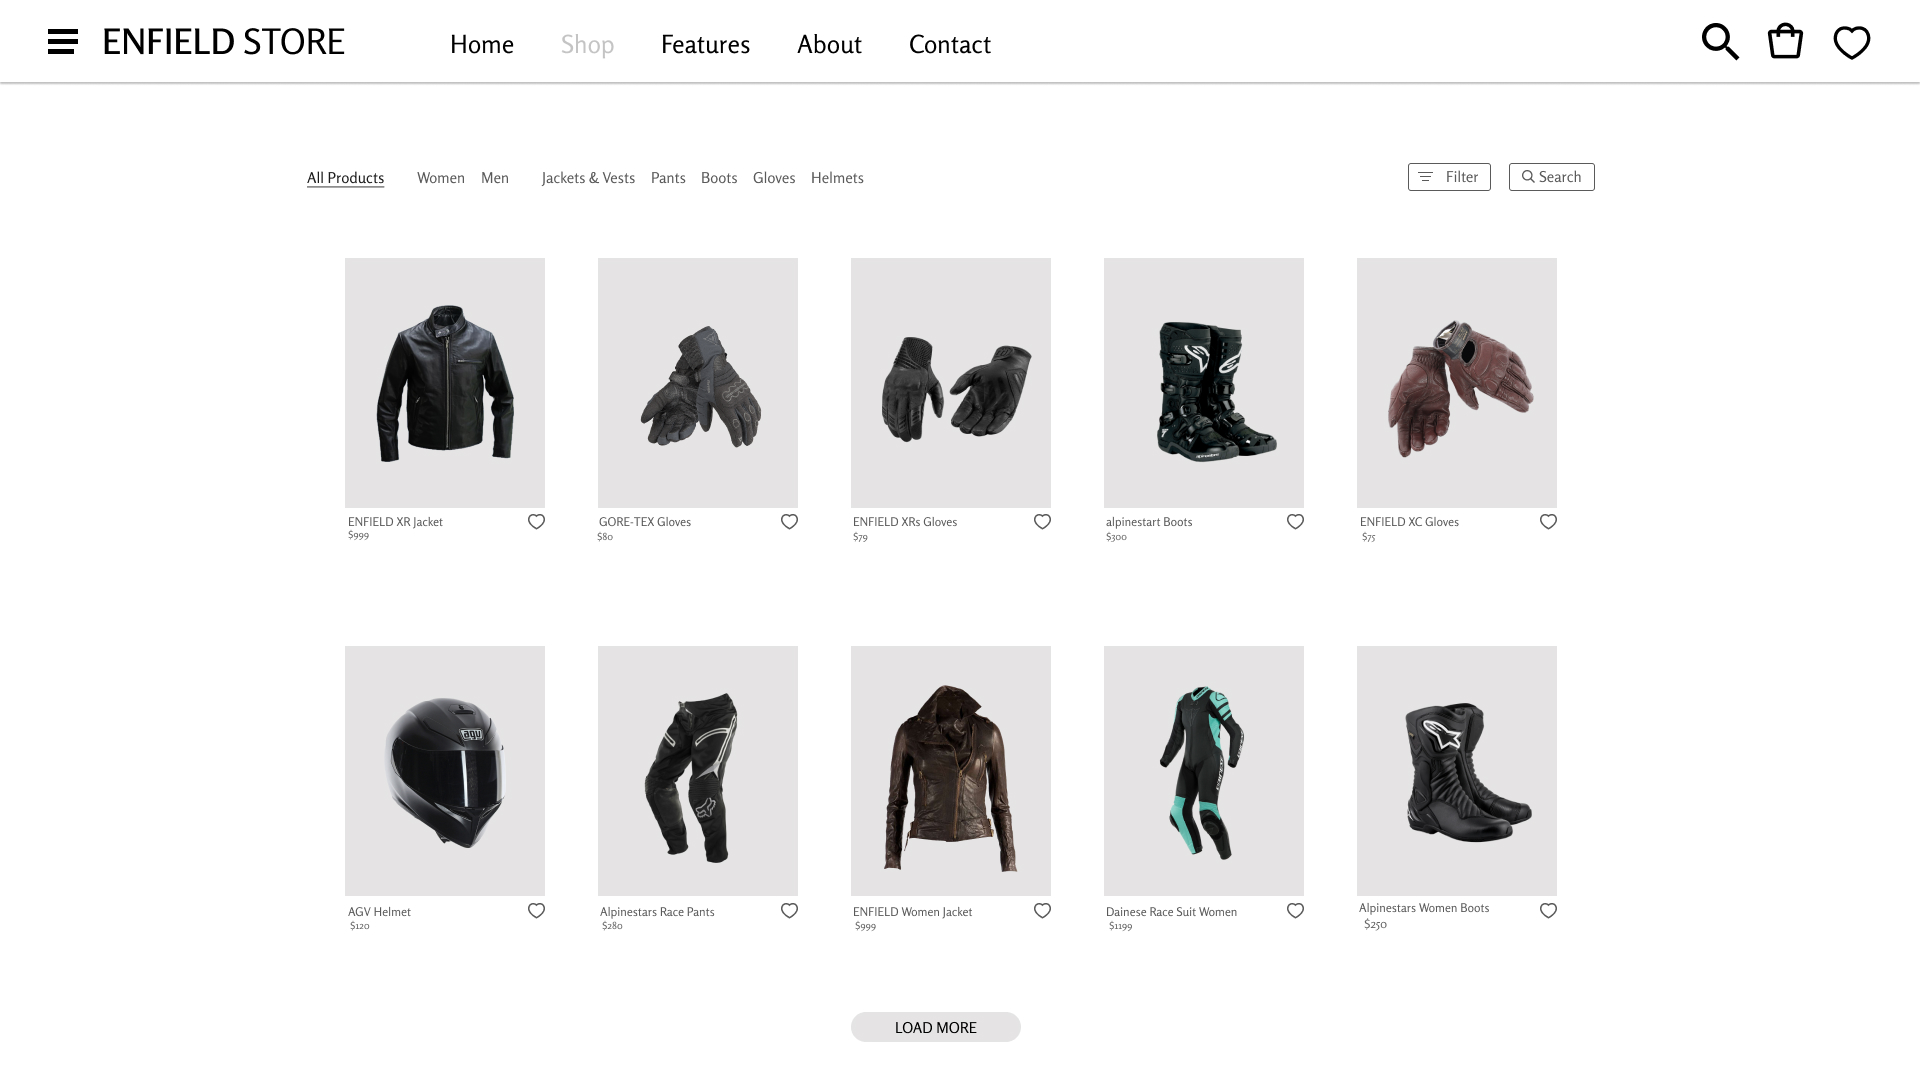 ENFIELD STORE
Home Shop Features About Contact
All Products Women Men Jackets & Vests Pants Boots Gloves Helmets Filter Search
ENFIELD XR Jacket
$999
GORE-TEX Gloves
$80
ENFIELD XRs Gloves
$79
alpinestart Boots
$300
ENFIELD XC Gloves
$75
agv
AGV Helmet
$120
Alpinestars Race Pants
$280
ENFIELD Women Jacket
$999
Dainese Race Suit Women
$1199
Alpinestars Women Boots
$250
LOAD MORE